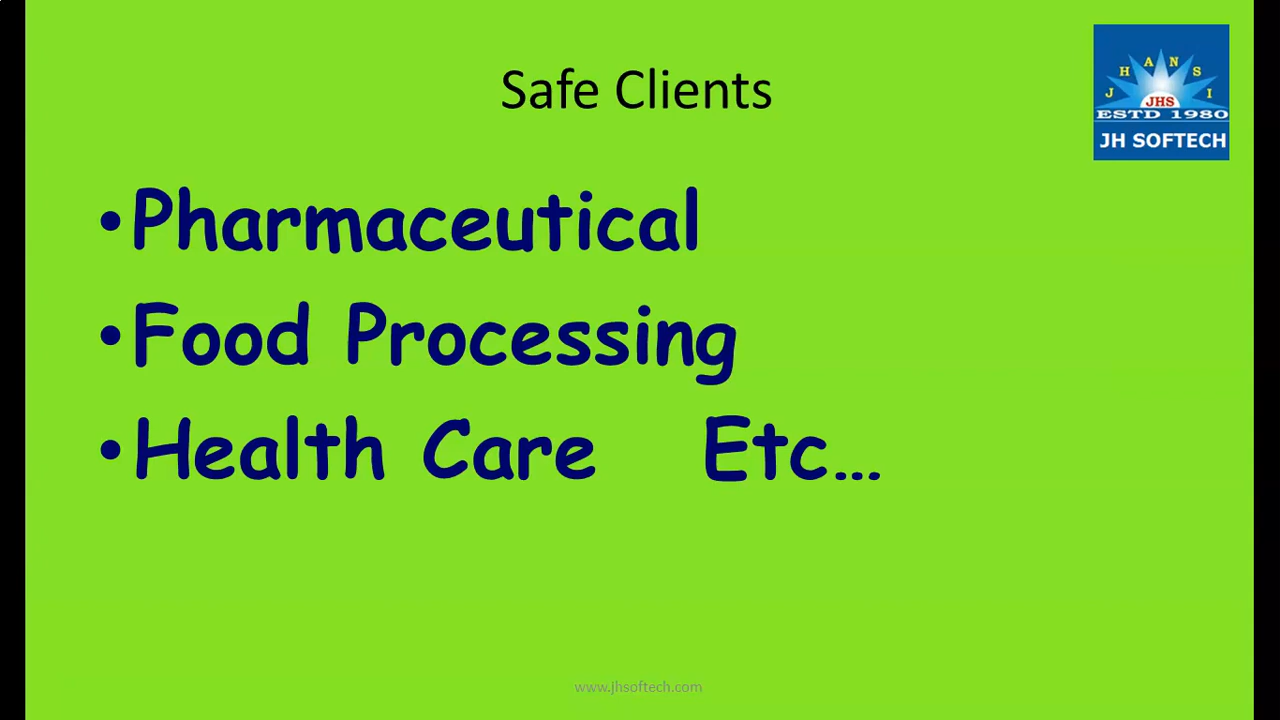 Safe Clients
JHANSI
JHS
ESTD 1980
JH SOFTECH
•Pharmaceutical
•Food Processing
•Health Care Etc…
www.jhsoftech.com